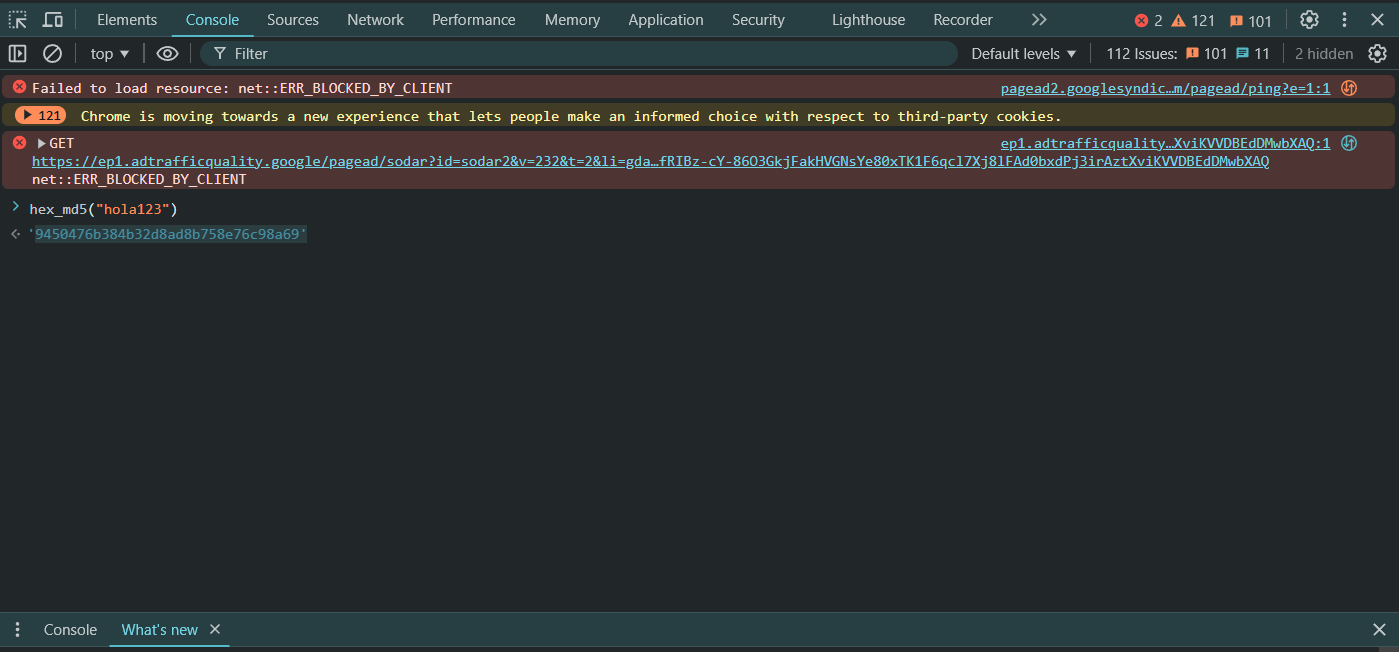 Elements Console Sources Network Performance Memory Application Security Lighthouse Recorder 2 121 101
top Filter Default levels 112 Issues: 101 11 2 hidden
Failed to load resource: net::ERR_BLOCKED_BY_CLIENT pagead2.googlesyndic…m/pagead/ping?e=1:1
121 Chrome is moving towards a new experience that lets people make an informed choice with respect to third-party cookies.
GET ep1.adtrafficquality…XviKVVDBEdDMwbXAQ:1
https://ep1.adtrafficquality.google/pagead/sodar?id=sodar2&v=232&t=2&li=gda…fRIBz-cY-86O3GkjFakHVGNsYe80xTK1F6qcl7Xj8lFAd0bxdPj3irAztXviKVVDBEdDMwbXAQ
net::ERR_BLOCKED_BY_CLIENT
hex_md5("hola123")
'9450476b384b32d8ad8b758e76c98a69'
Console What's new